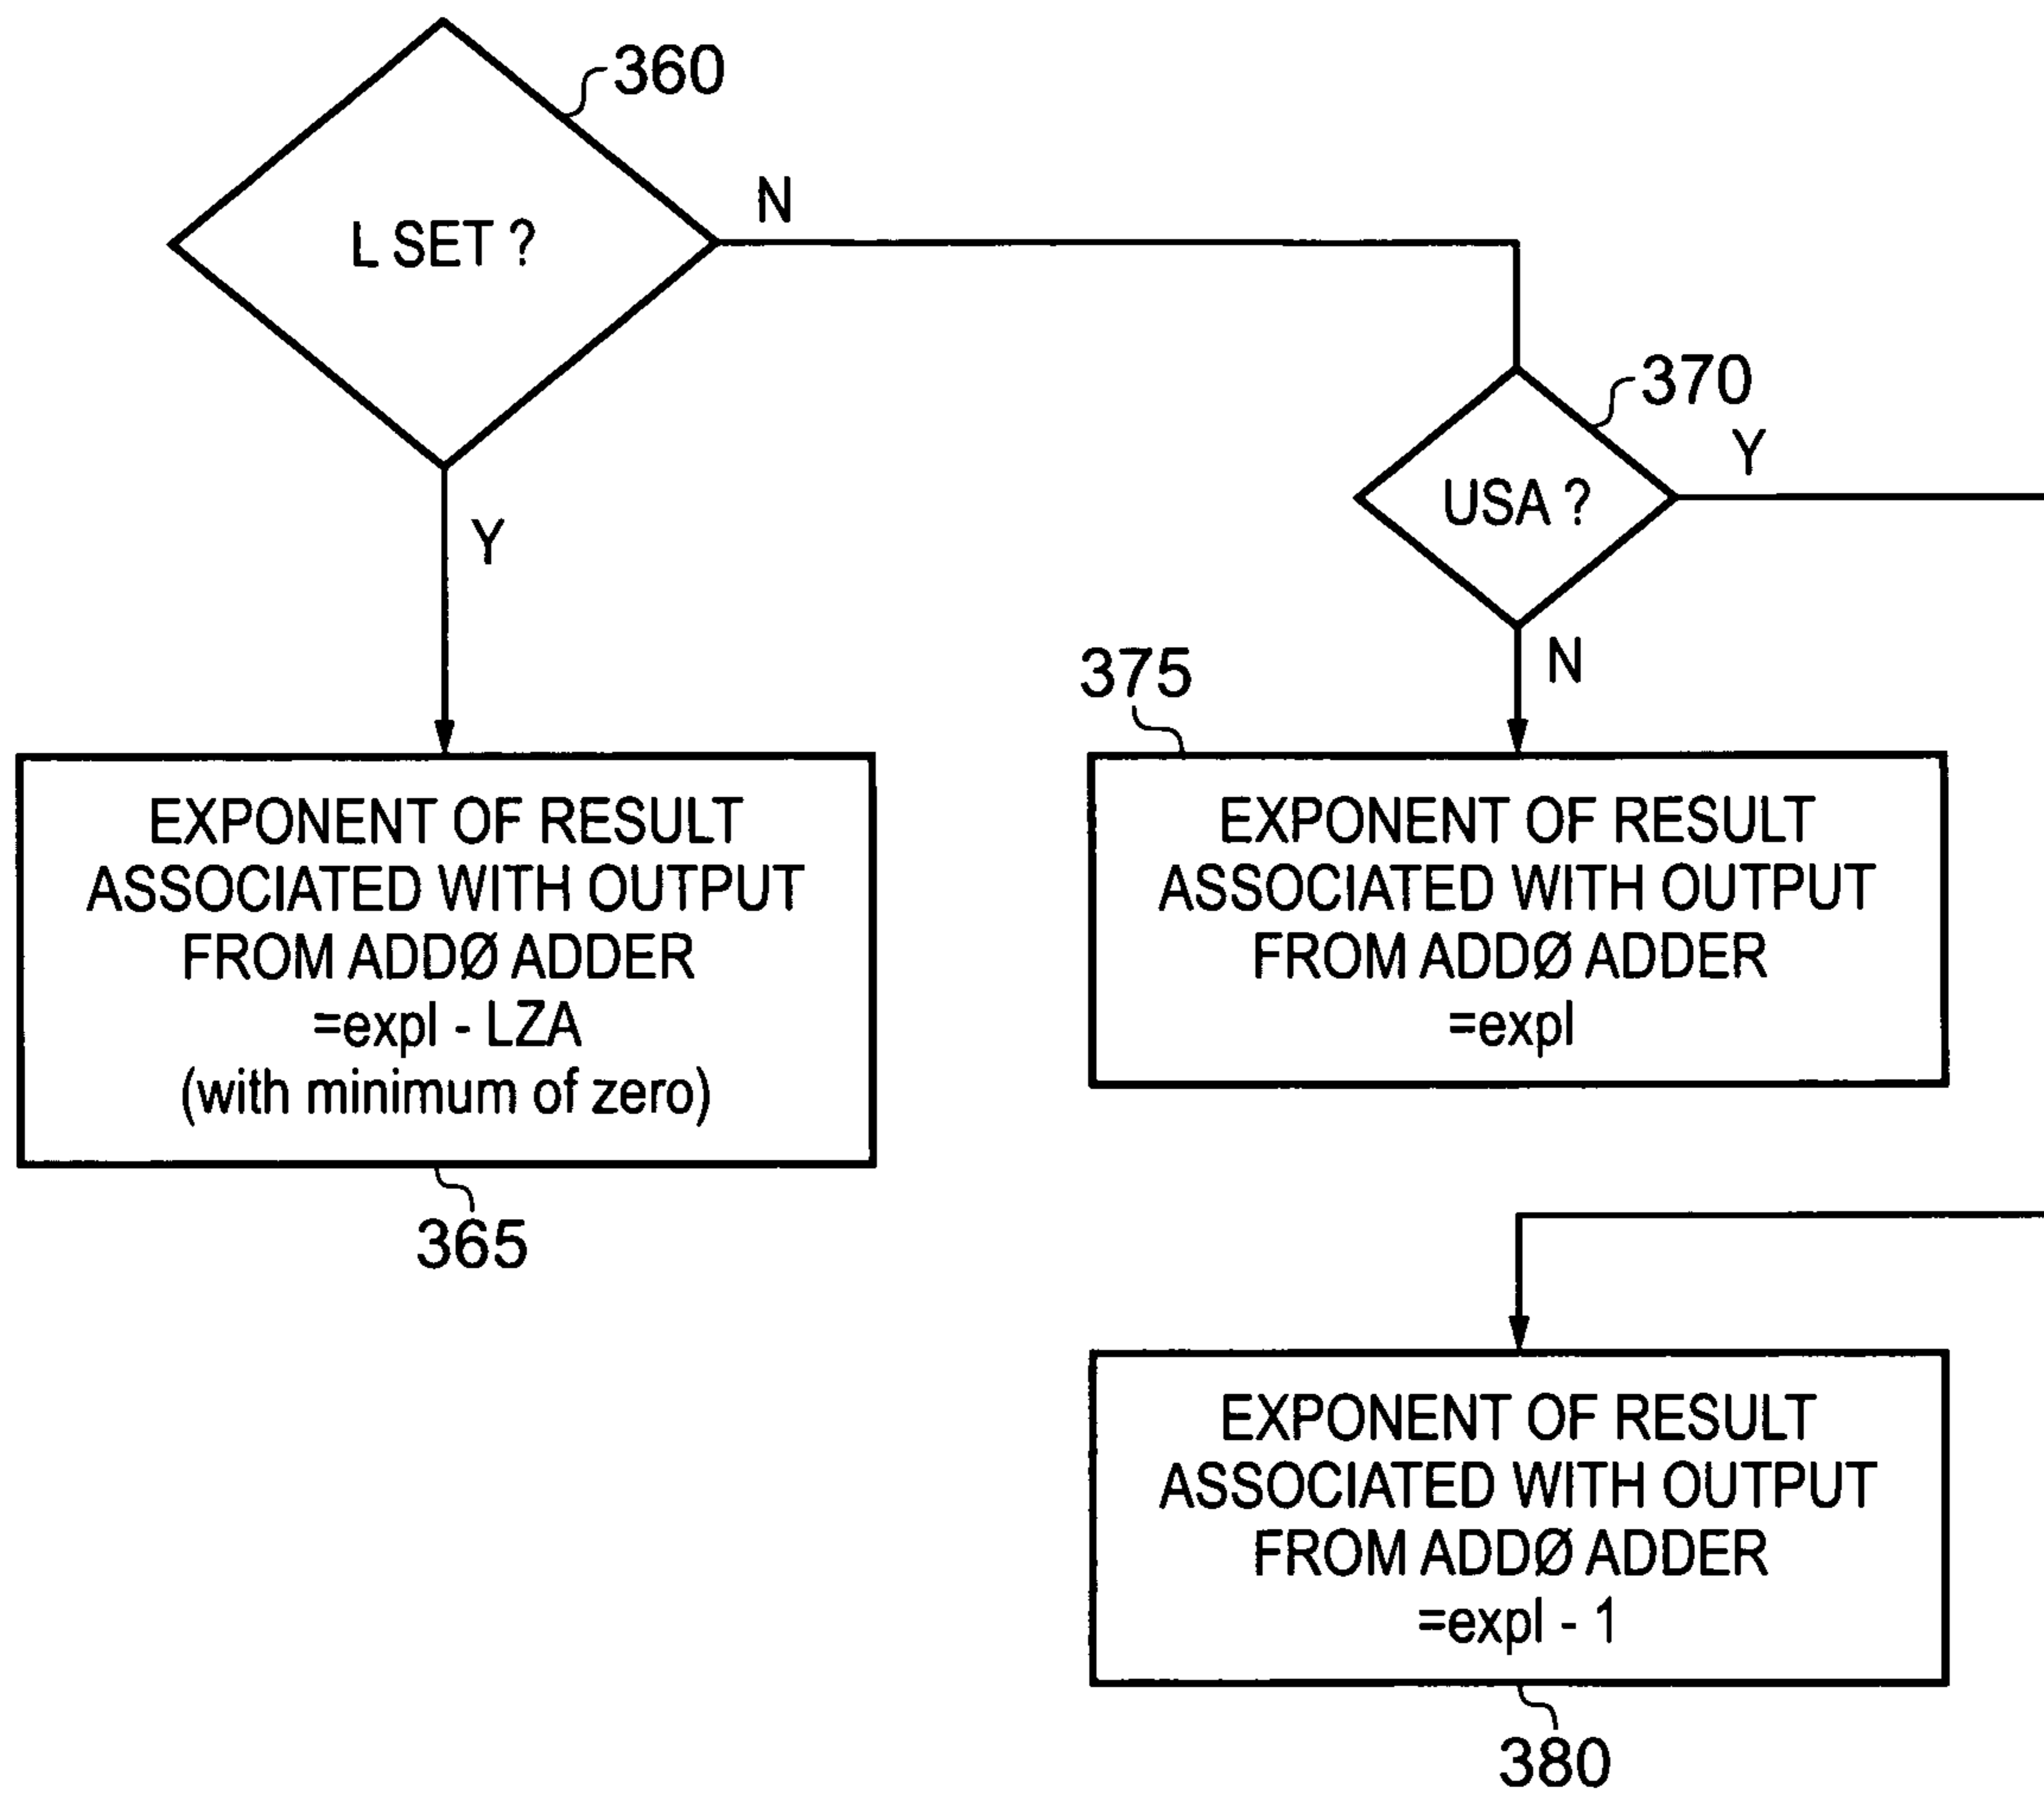 360
L SET ?
N
Y
370
USA ?
Y
N
EXPONENT OF RESULT
ASSOCIATED WITH OUTPUT
FROM ADDØ ADDER
=expl - LZA
(with minimum of zero)
365
375
EXPONENT OF RESULT
ASSOCIATED WITH OUTPUT
FROM ADDØ ADDER
=expl
EXPONENT OF RESULT
ASSOCIATED WITH OUTPUT
FROM ADDØ ADDER
=expl - 1
380